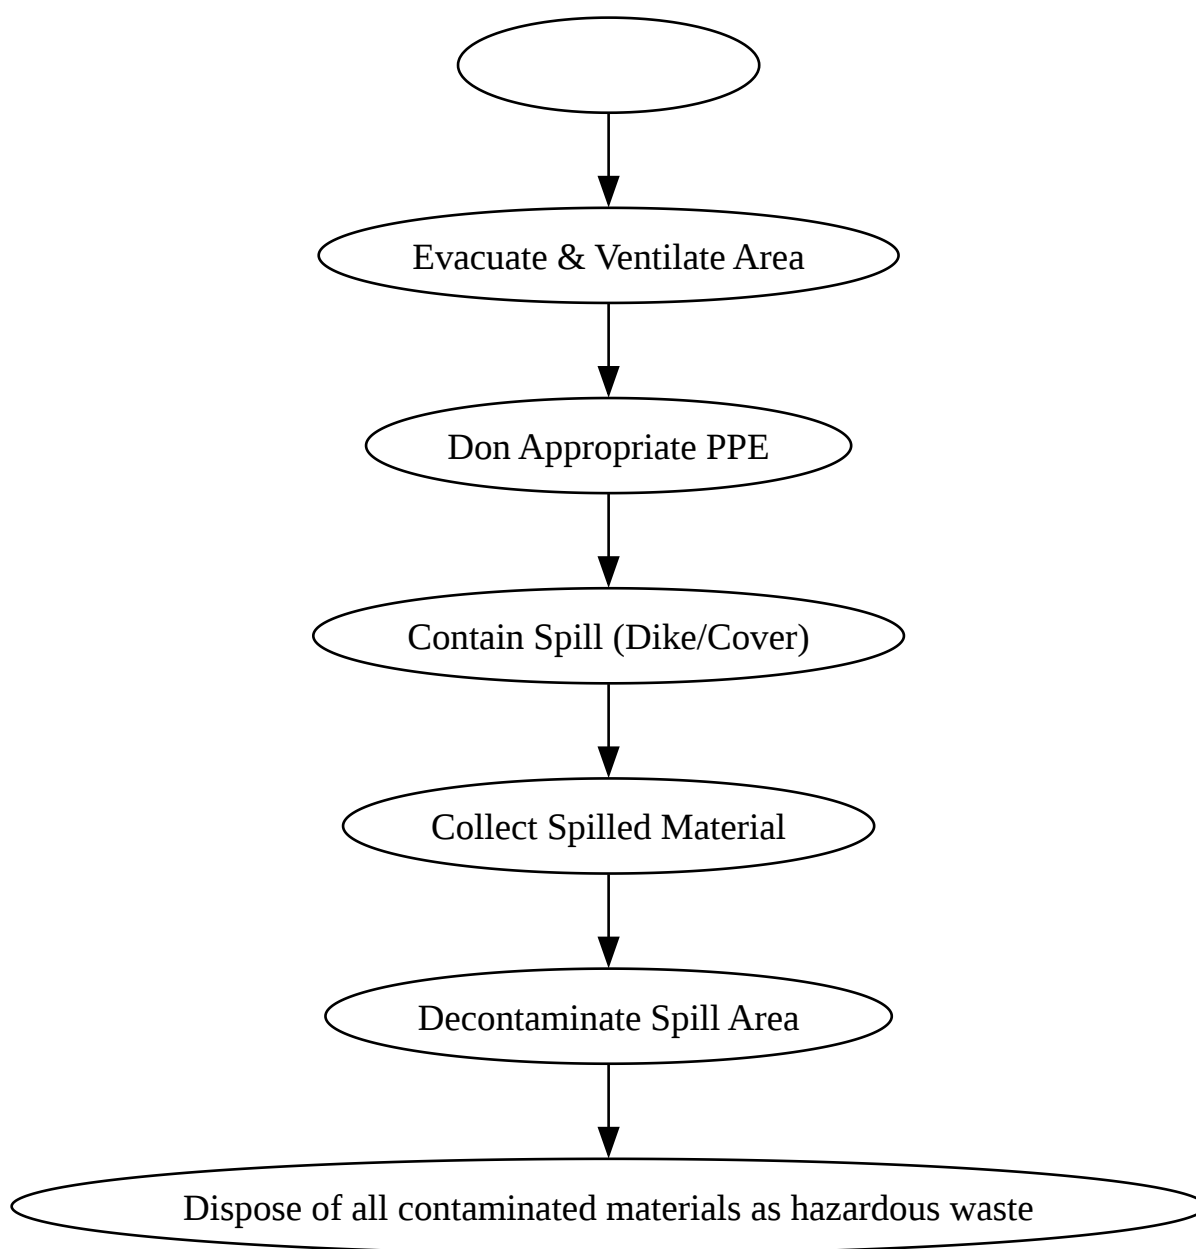 Evacuate & Ventilate Area
Don Appropriate PPE
Contain Spill (Dike/Cover)
Collect Spilled Material
Decontaminate Spill Area
Dispose of all contaminated materials as hazardous waste